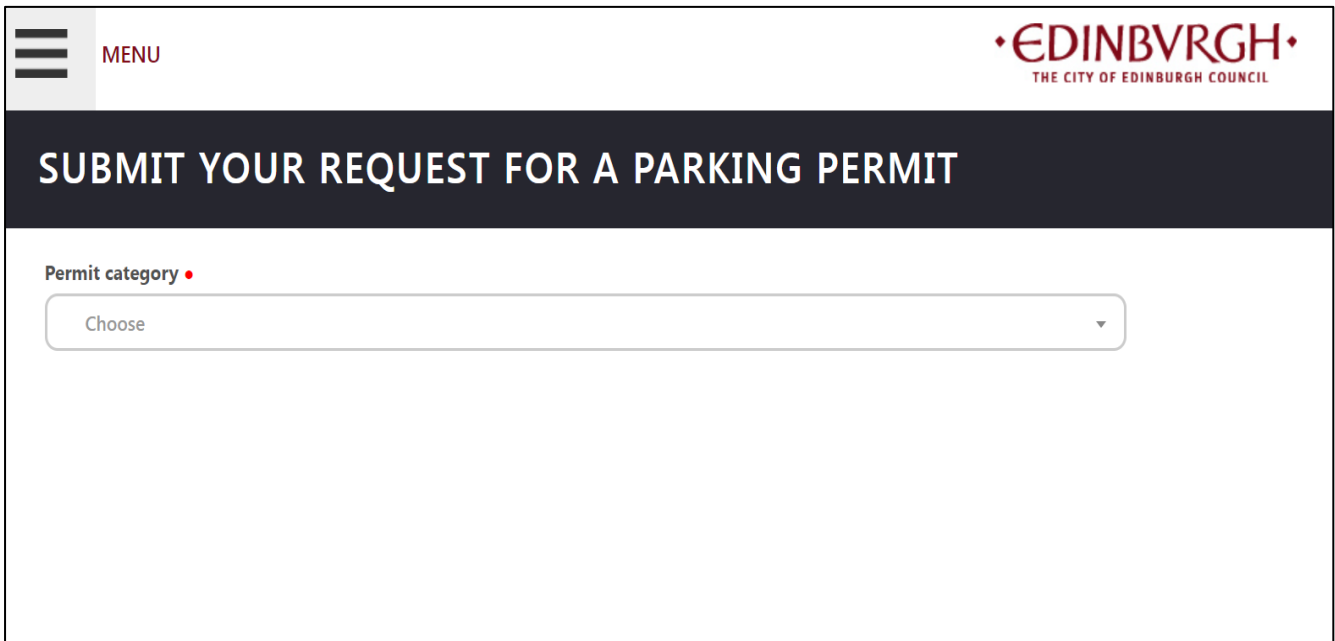 MENU
·EDINBVRGH·
THE CITY OF EDINBURGH COUNCIL
SUBMIT YOUR REQUEST FOR A PARKING PERMIT
Permit category
Choose